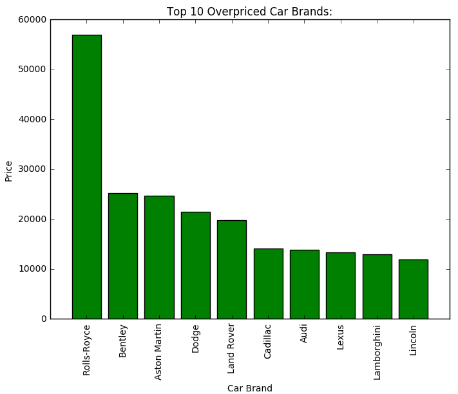 Top 10 Overpriced Car Brands:
60000
50000
40000
30000
20000
10000
0
Price
Rolls-Royce
Bentley
Aston Martin
Dodge
Land Rover
Cadillac
Audi
Lexus
Lamborghini
Lincoln
Car Brand